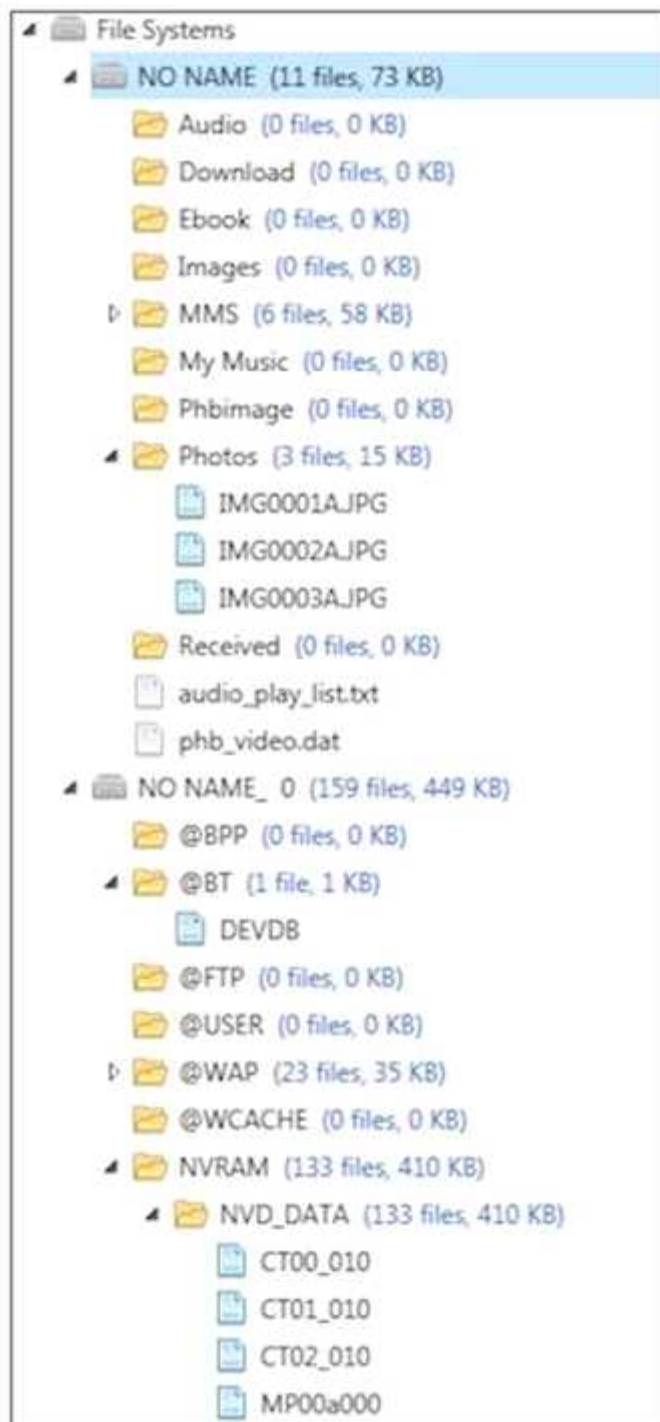 File Systems
NO NAME (11 files, 73 KB)
Audio (0 files, 0 KB)
Download (0 files, 0 KB)
Ebook (0 files, 0 KB)
Images (0 files, 0 KB)
MMS (6 files, 58 KB)
My Music (0 files, 0 KB)
Phbimage (0 files, 0 KB)
Photos (3 files, 15 KB)
IMG0001A.JPG
IMG0002A.JPG
IMG0003A.JPG
Received (0 files, 0 KB)
audio_play_list.txt
phb_video.dat
NO NAME_ 0 (159 files, 449 KB)
@BPP (0 files, 0 KB)
@BT (1 file, 1 KB)
DEVDB
@FTP (0 files, 0 KB)
@USER (0 files, 0 KB)
@WAP (23 files, 35 KB)
@WCACHE (0 files, 0 KB)
NVRAM (133 files, 410 KB)
NVD_DATA (133 files, 410 KB)
CT00_010
CT01_010
CT02_010
MP00a000